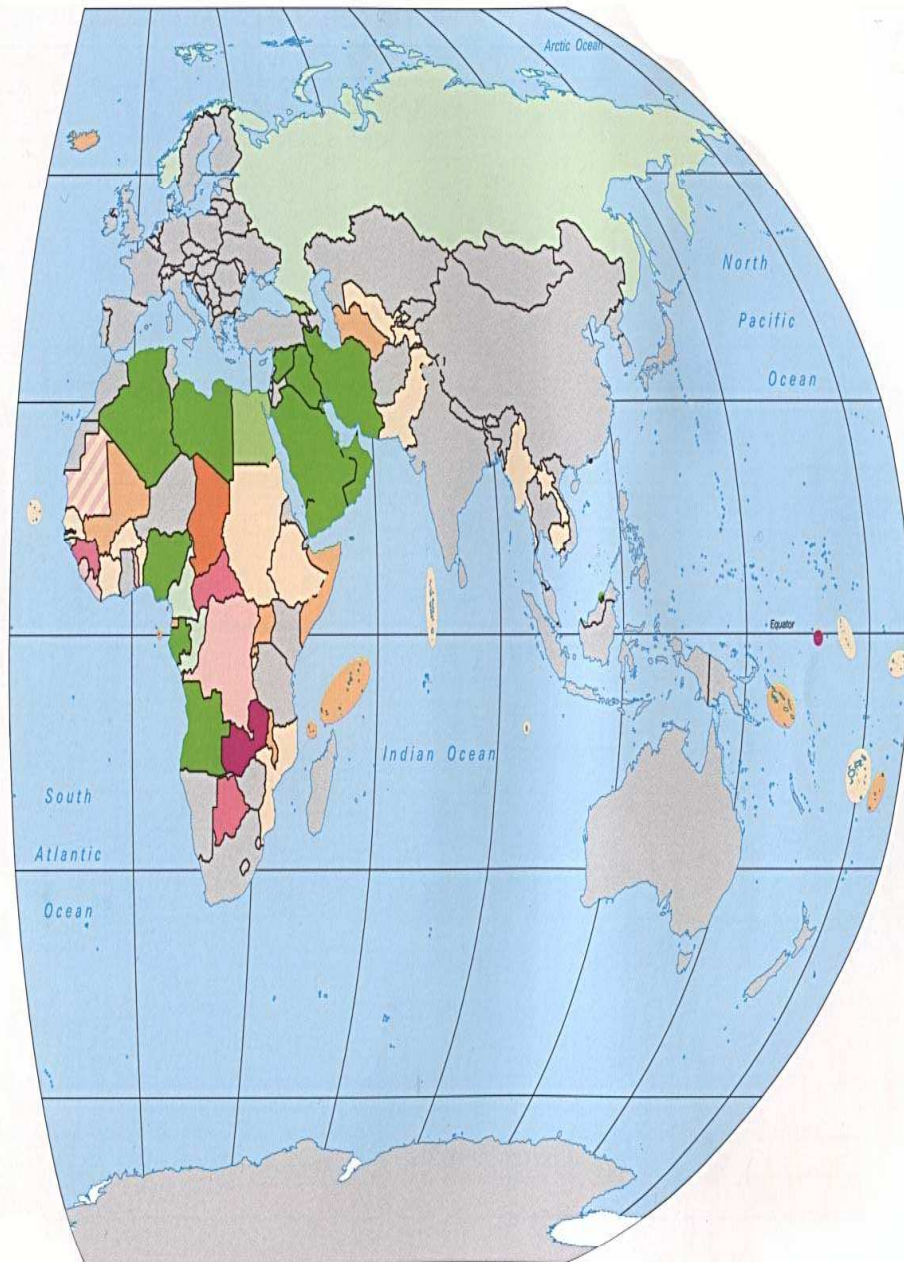 Arctic Ocean
North
Pacific
Ocean
Equator
Indian Ocean
South
Atlantic
Ocean